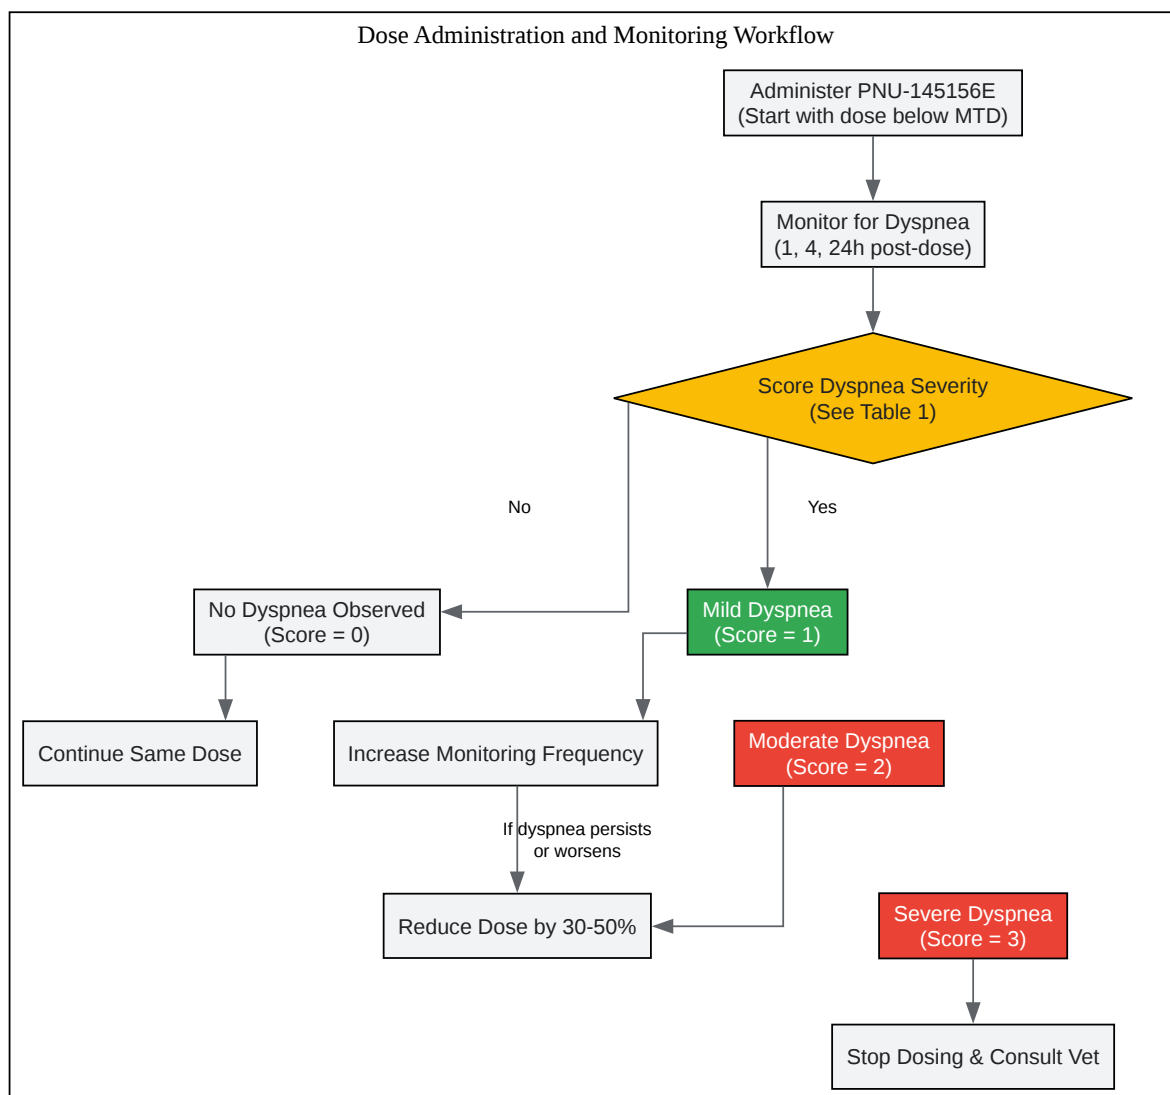 Dose Administration and Monitoring Workflow
Administer PNU-145156E
(Start with dose below MTD)
Monitor for Dyspnea
(1, 4, 24h post-dose)
Score Dyspnea Severity
(See Table 1)
No
Yes
No Dyspnea Observed
(Score = 0)
Mild Dyspnea
(Score = 1)
Continue Same Dose
Increase Monitoring Frequency
Moderate Dyspnea
(Score = 2)
If dyspnea persists
or worsens
Reduce Dose by 30-50%
Severe Dyspnea
(Score = 3)
Stop Dosing & Consult Vet